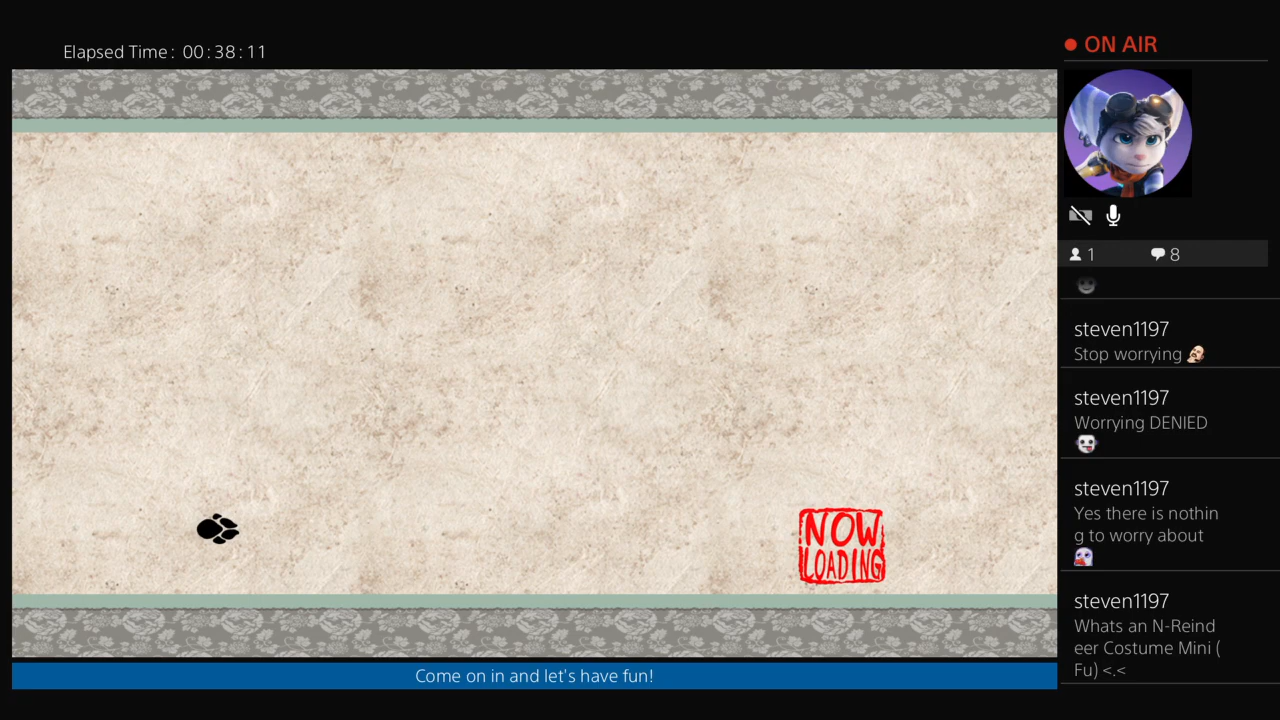 Elapsed Time: 00:38:11
ON AIR
1
8
steven1197
Stop worrying
steven1197
Worrying DENIED
steven1197
Yes there is nothin
g to worry about
steven1197
Whats an N-Reind
eer Costume Mini (
Fu) <.<
NOW
LOADING
Come on in and let's have fun!